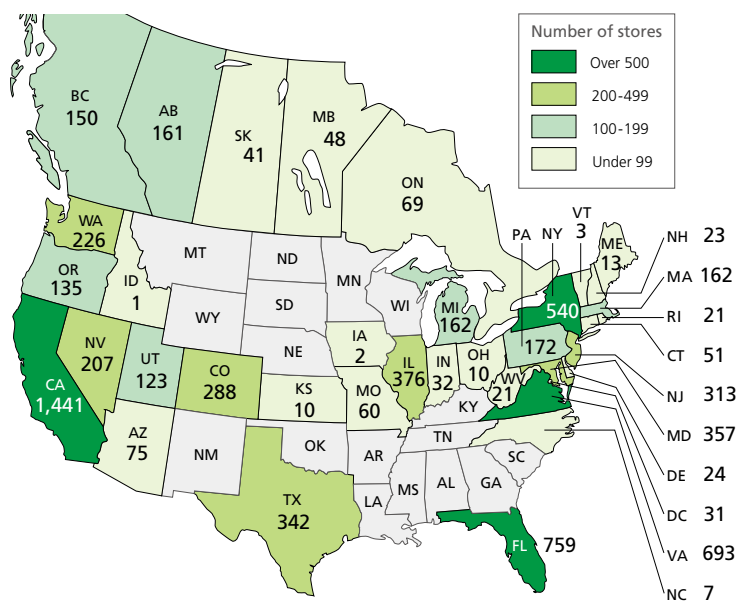 Number of stores
Over 500
200-499
100-199
Under 99
BC
150
AB
161
SK
41
MB
48
ON
69
WA
226
OR
135
ID
1
MT
ND
MN
WI
SD
WY
NE
IA
2
MI
162
PA
172
NY
540
VT
3
ME
13
NH 23
MA 162
RI 21
CT 51
NJ 313
MD 357
DE 24
DC 31
VA 693
NC 7
CA
1,441
NV
207
UT
123
CO
288
KS
10
MO
60
IL
376
IN
32
OH
10
WV
21
KY
TN
AZ
75
NM
OK
AR
SC
TX
342
LA
MS
AL
GA
FL 759